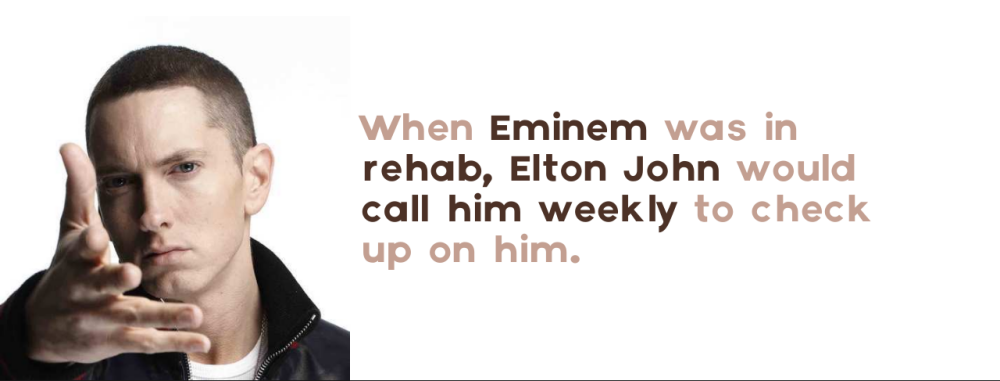 When Eminem was in
rehab, Elton John would
call him weekly to check
up on him.